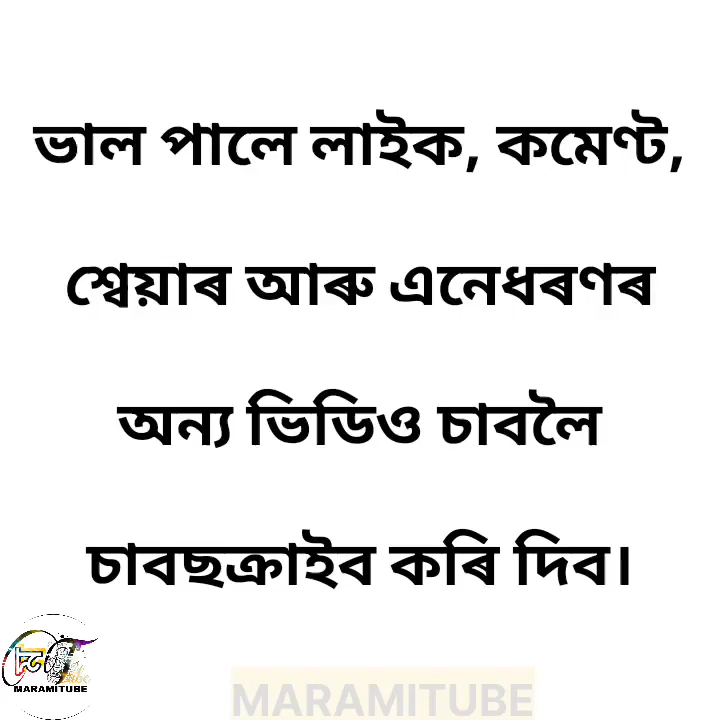 ভাল পালে লাইক, কমেণ্ট,
শ্বেয়াৰ আৰু এনেধৰণৰ
অন্য ভিডিও চাবলৈ
চাবছক্ৰাইব কৰি দিব।
MARAMITUBE
MARAMITUBE